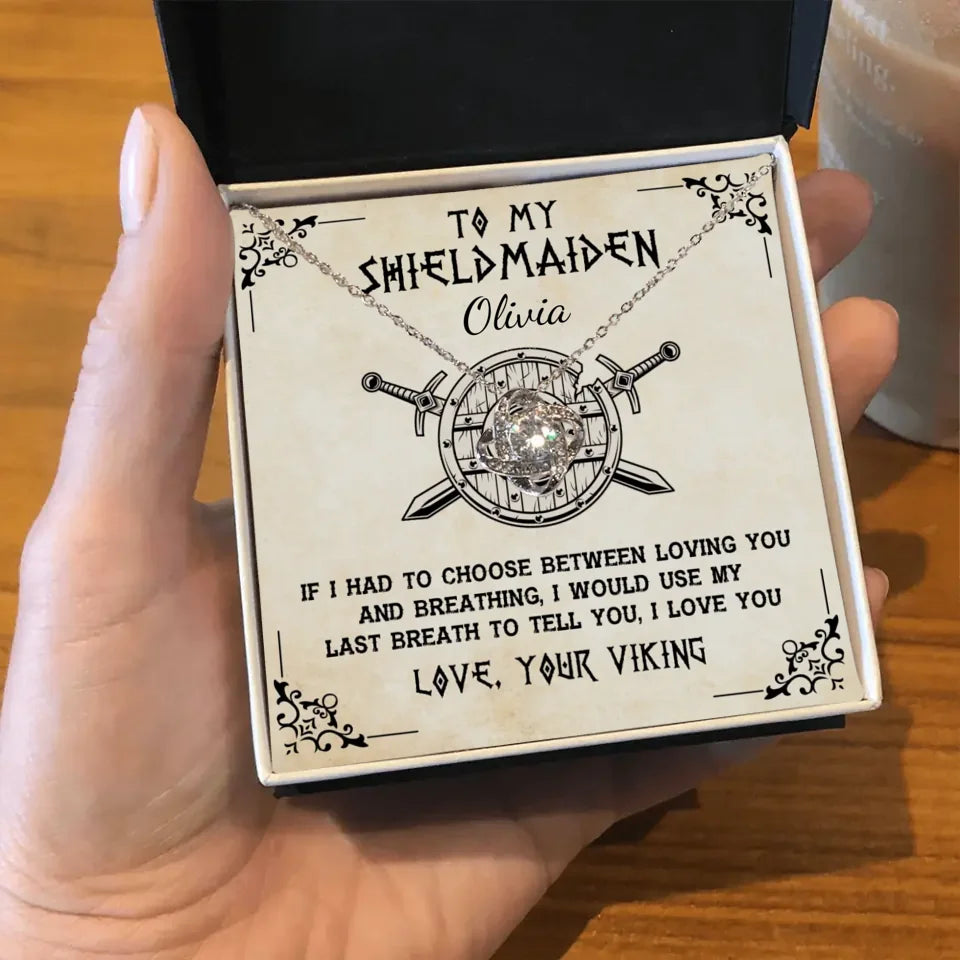 TO MY
SHIELDMAIDEN
Olivia
IF I HAD TO CHOOSE BETWEEN LOVING YOU
AND BREATHING, I WOULD USE MY
LAST BREATH TO TELL YOU, I LOVE YOU
LOVE, YOUR VIKING